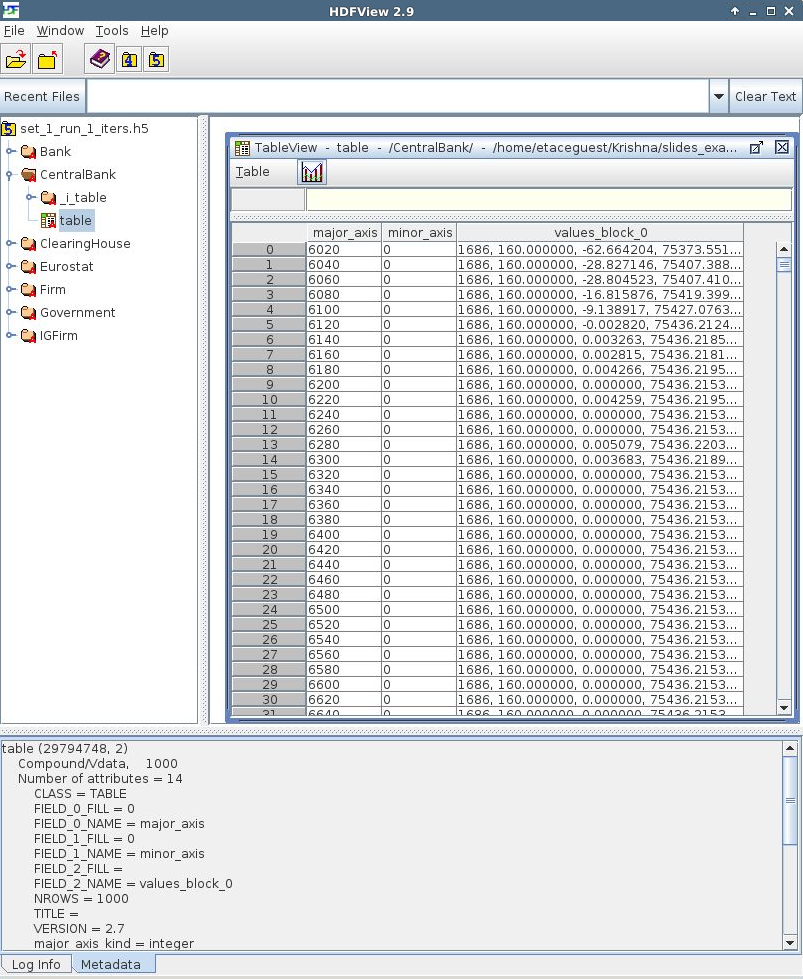 HDFView 2.9
File Window Tools Help
4 5
Recent Files Clear Text
5 set_1_run_1_iters.h5
Bank
CentralBank
_i_table
table
ClearingHouse
Eurostat
Firm
Government
IGFirm
TableView - table - /CentralBank/ - /home/etaceguest/Krishna/slides_exa...
Table
major_axis minor_axis values_block_0
0 6020 0 1686, 160.000000, -62.664204, 75373.551...
1 6040 0 1686, 160.000000, -28.827146, 75407.388...
2 6060 0 1686, 160.000000, -28.804523, 75407.410...
3 6080 0 1686, 160.000000, -16.815876, 75419.399...
4 6100 0 1686, 160.000000, -9.138917, 75427.0763...
5 6120 0 1686, 160.000000, -0.002820, 75436.2124...
6 6140 0 1686, 160.000000, 0.003263, 75436.2185...
7 6160 0 1686, 160.000000, 0.002815, 75436.2181...
8 6180 0 1686, 160.000000, 0.004266, 75436.2195...
9 6200 0 1686, 160.000000, 0.000000, 75436.2153...
10 6220 0 1686, 160.000000, 0.004259, 75436.2195...
11 6240 0 1686, 160.000000, 0.000000, 75436.2153...
12 6260 0 1686, 160.000000, 0.000000, 75436.2153...
13 6280 0 1686, 160.000000, 0.005079, 75436.2203...
14 6300 0 1686, 160.000000, 0.003683, 75436.2189...
15 6320 0 1686, 160.000000, 0.000000, 75436.2153...
16 6340 0 1686, 160.000000, 0.000000, 75436.2153...
17 6360 0 1686, 160.000000, 0.000000, 75436.2153...
18 6380 0 1686, 160.000000, 0.000000, 75436.2153...
19 6400 0 1686, 160.000000, 0.000000, 75436.2153...
20 6420 0 1686, 160.000000, 0.000000, 75436.2153...
21 6440 0 1686, 160.000000, 0.000000, 75436.2153...
22 6460 0 1686, 160.000000, 0.000000, 75436.2153...
23 6480 0 1686, 160.000000, 0.000000, 75436.2153...
24 6500 0 1686, 160.000000, 0.000000, 75436.2153...
25 6520 0 1686, 160.000000, 0.000000, 75436.2153...
26 6540 0 1686, 160.000000, 0.000000, 75436.2153...
27 6560 0 1686, 160.000000, 0.000000, 75436.2153...
28 6580 0 1686, 160.000000, 0.000000, 75436.2153...
29 6600 0 1686, 160.000000, 0.000000, 75436.2153...
30 6620 0 1686, 160.000000, 0.000000, 75436.2153...
31 6640 0 1686, 160.000000, 0.000000, 75436.2153...
table (29794748, 2)
Compound/Vdata, 1000
Number of attributes = 14
CLASS = TABLE
FIELD_0_FILL = 0
FIELD_0_NAME = major_axis
FIELD_1_FILL = 0
FIELD_1_NAME = minor_axis
FIELD_2_FILL =
FIELD_2_NAME = values_block_0
NROWS = 1000
TITLE =
VERSION = 2.7
major_axis_kind = integer
Log Info Metadata